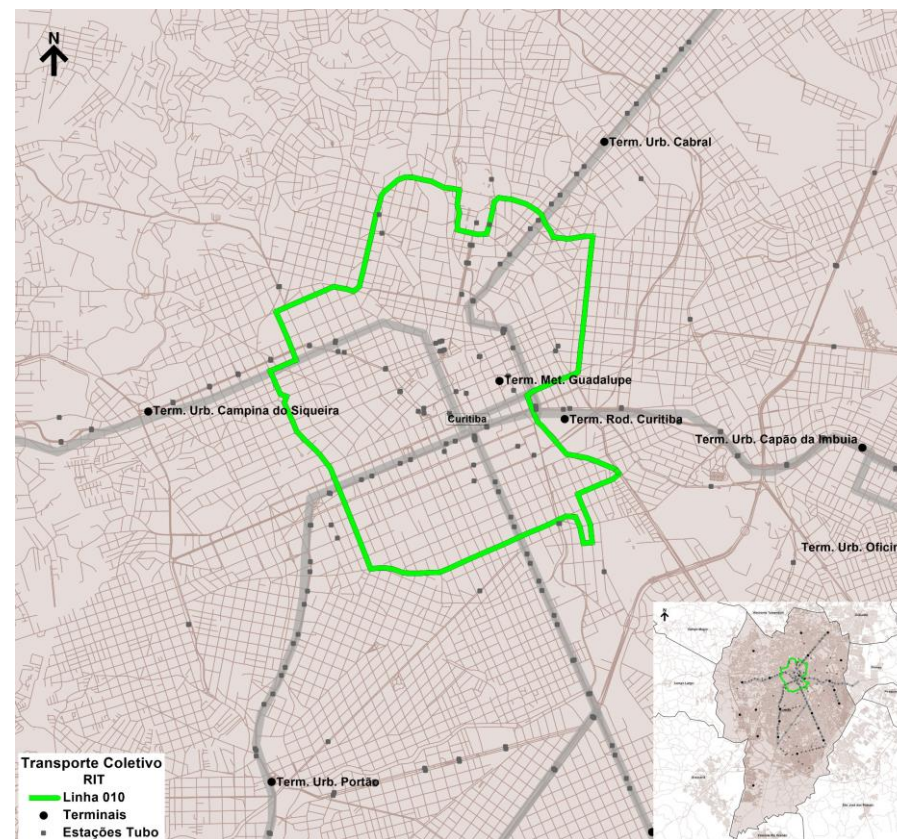 N
Term. Urb. Cabral
Term. Met. Guadalupe
Term. Urb. Campina do Siqueira
Curitiba
Term. Rod. Curitiba
Term. Urb. Capão da Imbuia
Term. Urb. Oficin
Term. Urb. Portão
N
Transporte Coletivo
RIT
Linha 010
Terminais
Estações Tubo